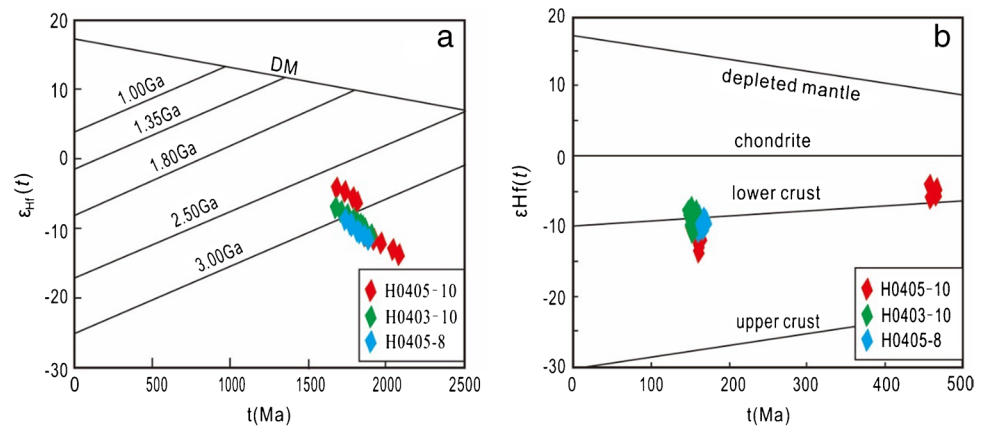 a
20
10
0
-10
-20
-30
εHf(t)
DM
1.00Ga
1.35Ga
1.80Ga
2.50Ga
3.00Ga
H0405-10
H0403-10
H0405-8
0
500
1000
1500
2000
2500
t(Ma)
b
20
10
0
-10
-20
-30
εHf(t)
depleted mantle
chondrite
lower crust
upper crust
H0405-10
H0403-10
H0405-8
0
100
200
300
400
500
t(Ma)